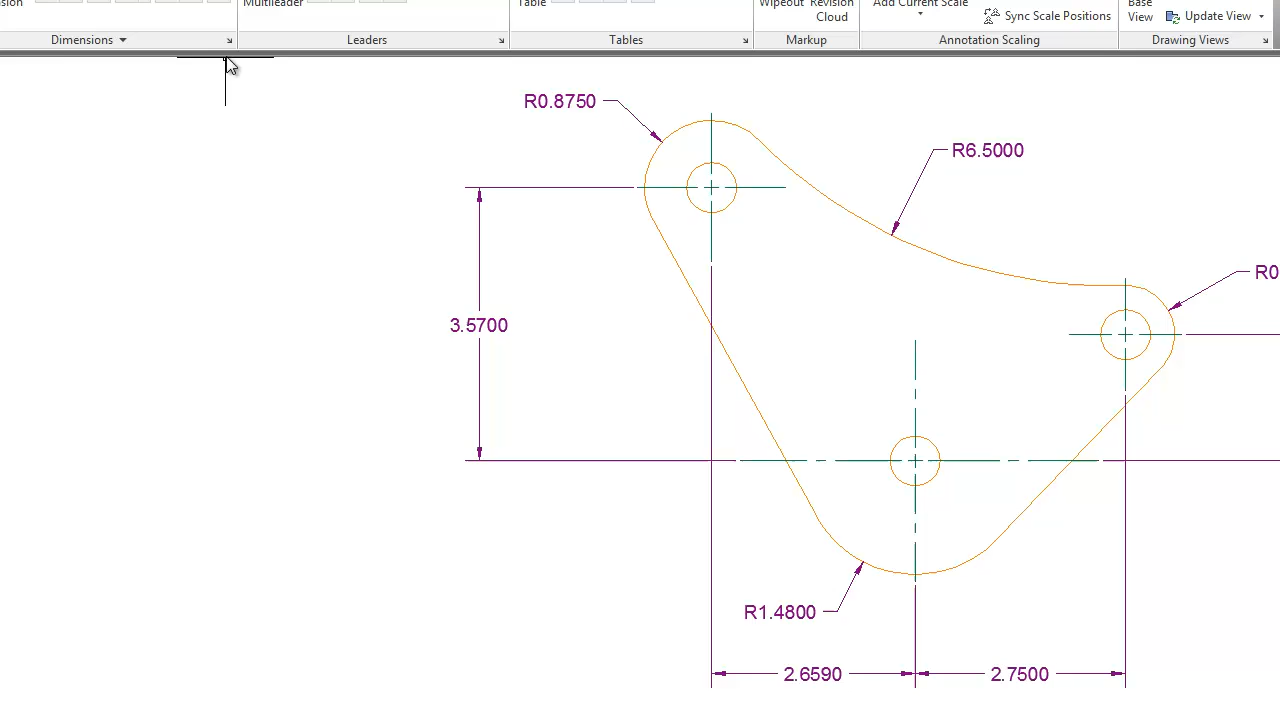 Multileader
Table
Wipeout Revision
Cloud
Add Current Scale
Sync Scale Positions
Base
View
Update View
Dimensions
Leaders
Tables
Markup
Annotation Scaling
Drawing Views
R0.8750
R6.5000
R0
3.5700
R1.4800
2.6590
2.7500